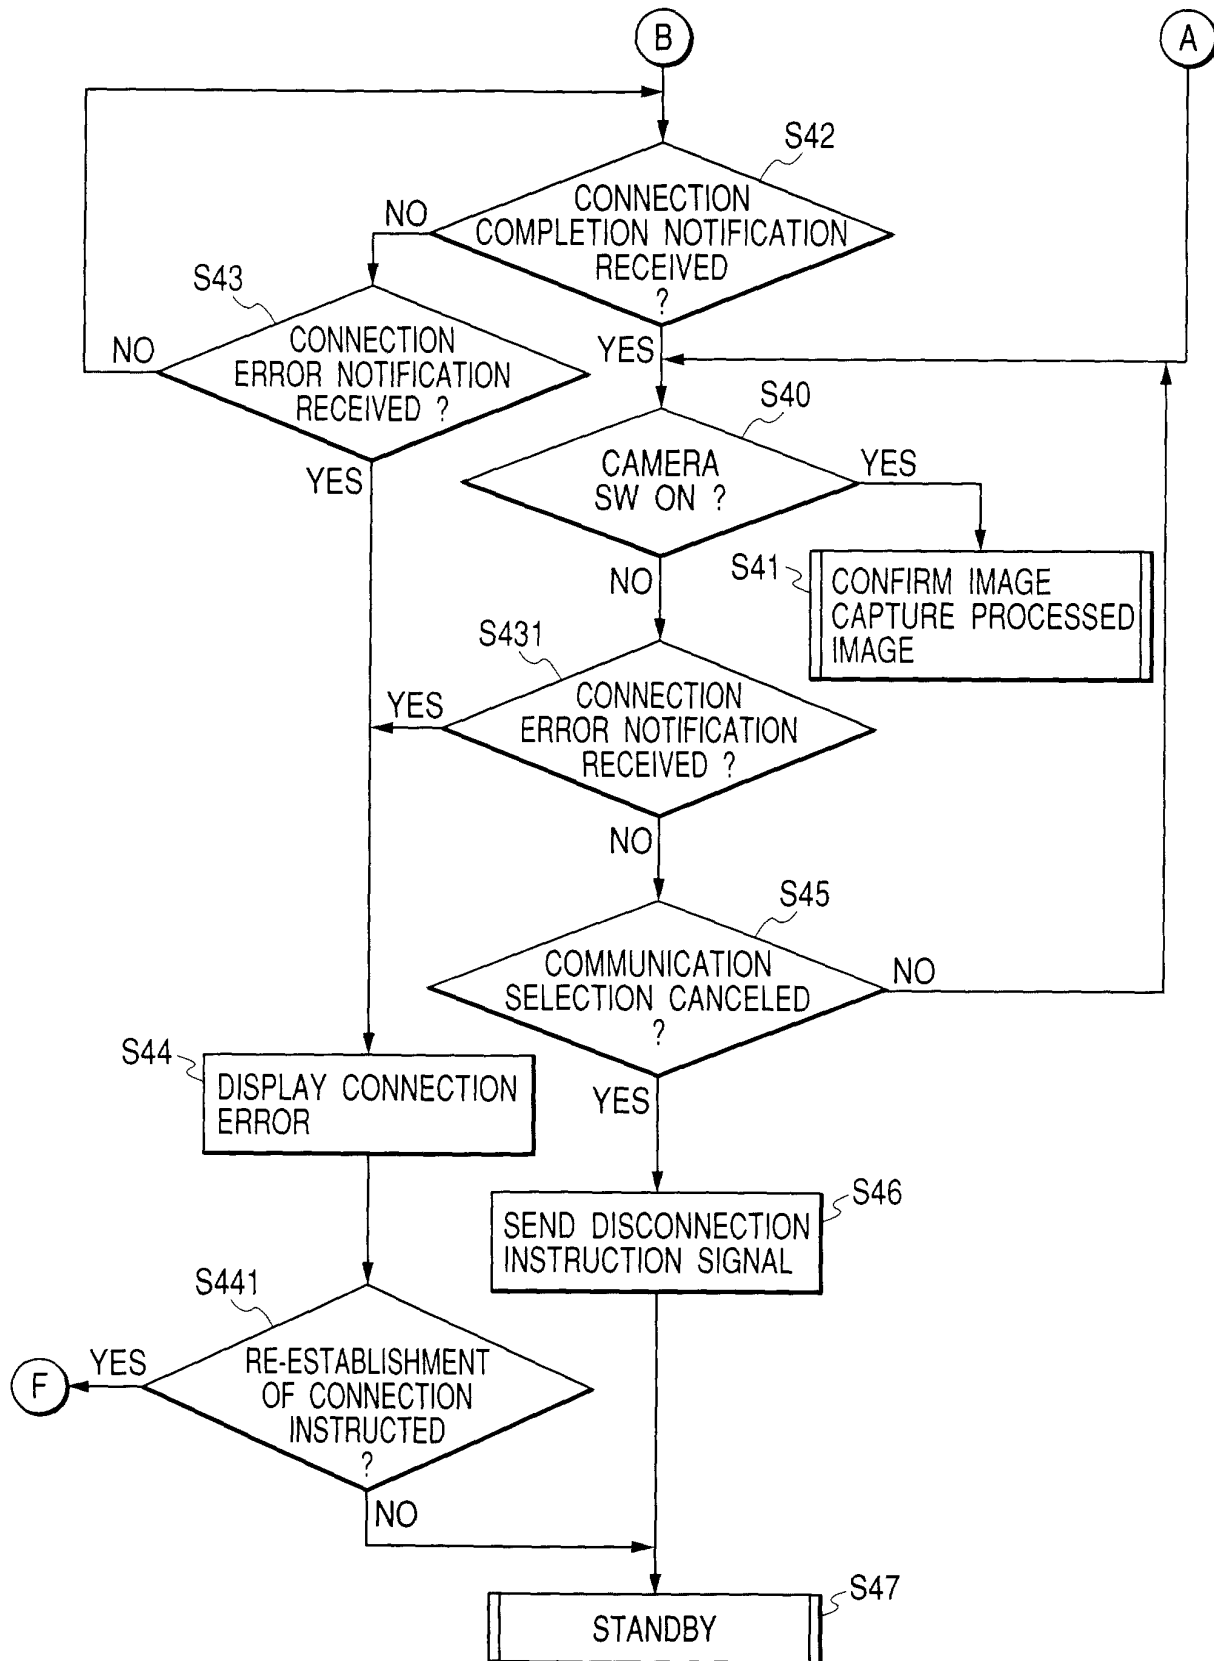 B
A
S42
CONNECTION
COMPLETION NOTIFICATION
RECEIVED
?
NO
YES
S43
CONNECTION
ERROR NOTIFICATION
RECEIVED ?
NO
YES
S40
CAMERA
SW ON ?
YES
NO
S41
CONFIRM IMAGE
CAPTURE PROCESSED
IMAGE
S431
CONNECTION
ERROR NOTIFICATION
RECEIVED ?
YES
NO
S45
COMMUNICATION
SELECTION CANCELED
?
NO
YES
S44
DISPLAY CONNECTION
ERROR
S46
SEND DISCONNECTION
INSTRUCTION SIGNAL
S441
RE-ESTABLISHMENT
OF CONNECTION
INSTRUCTED
?
YES
F
NO
S47
STANDBY